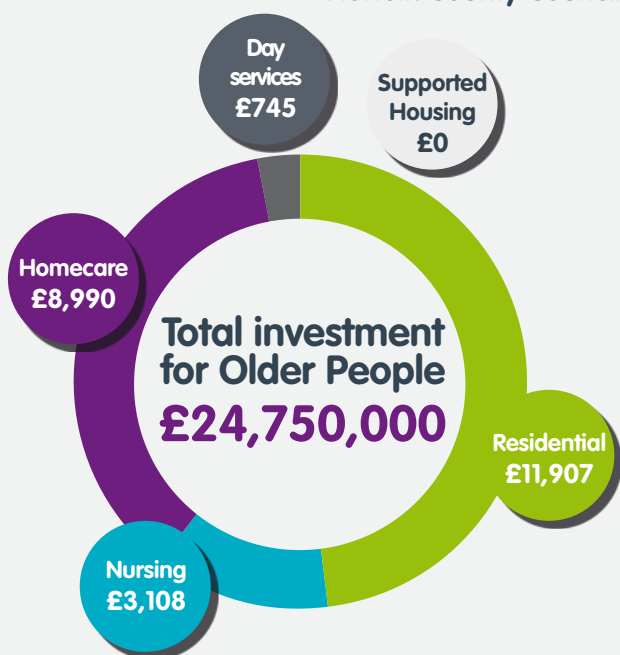 Day
services
£745
Supported
Housing
£0
Homecare
£8,990
Total investment
for Older People
£24,750,000
Residential
£11,907
Nursing
£3,108